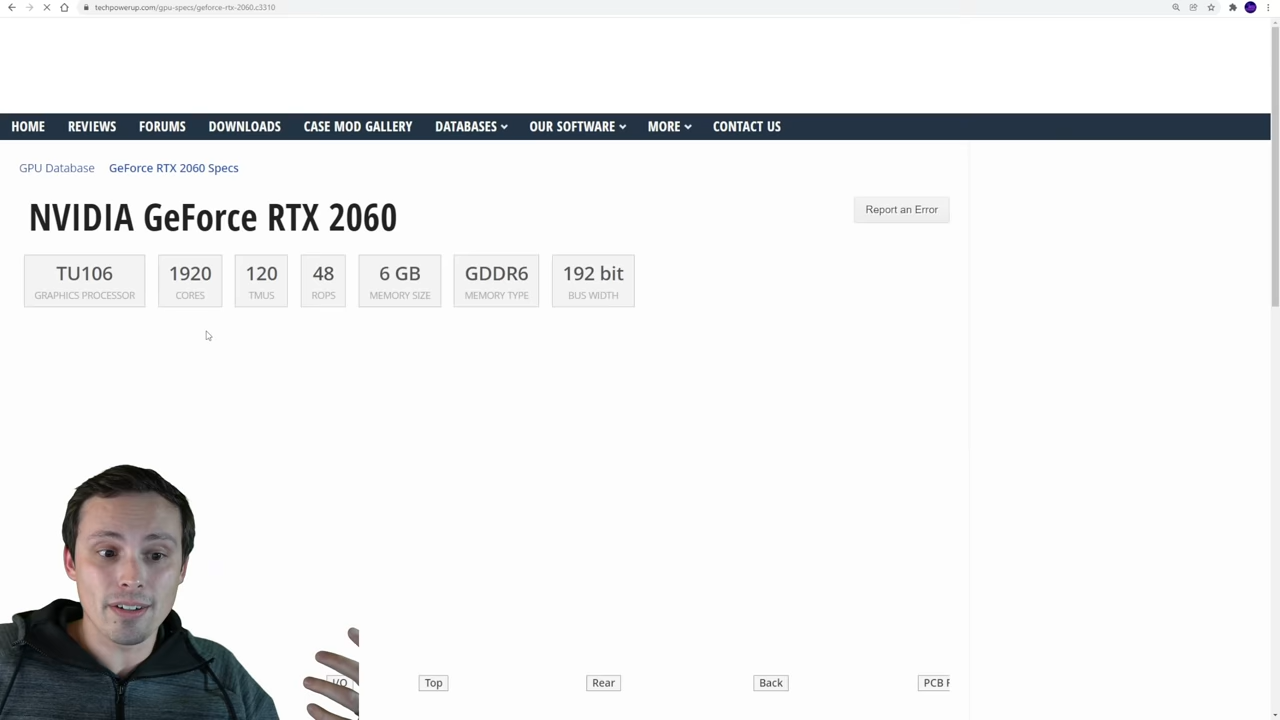 techpowerup.com/gpu-specs/geforce-rtx-2060.c3310
HOME REVIEWS FORUMS DOWNLOADS CASE MOD GALLERY DATABASES OUR SOFTWARE MORE CONTACT US
GPU Database GeForce RTX 2060 Specs
NVIDIA GeForce RTX 2060
Report an Error
TU106 1920 120 48 6 GB GDDR6 192 bit
GRAPHICS PROCESSOR CORES TMUS ROPS MEMORY SIZE MEMORY TYPE BUS WIDTH
I/O Top Rear Back PCB